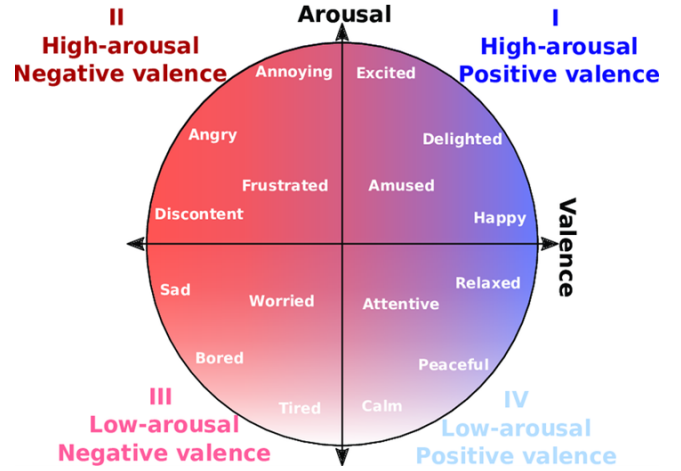 II
High-arousal
Negative valence
Arousal
I
High-arousal
Positive valence
Annoying
Excited
Angry
Delighted
Frustrated
Amused
Discontent
Happy
Valence
Sad
Relaxed
Worried
Attentive
Bored
Peaceful
Tired
Calm
III
Low-arousal
Negative valence
IV
Low-arousal
Positive valence